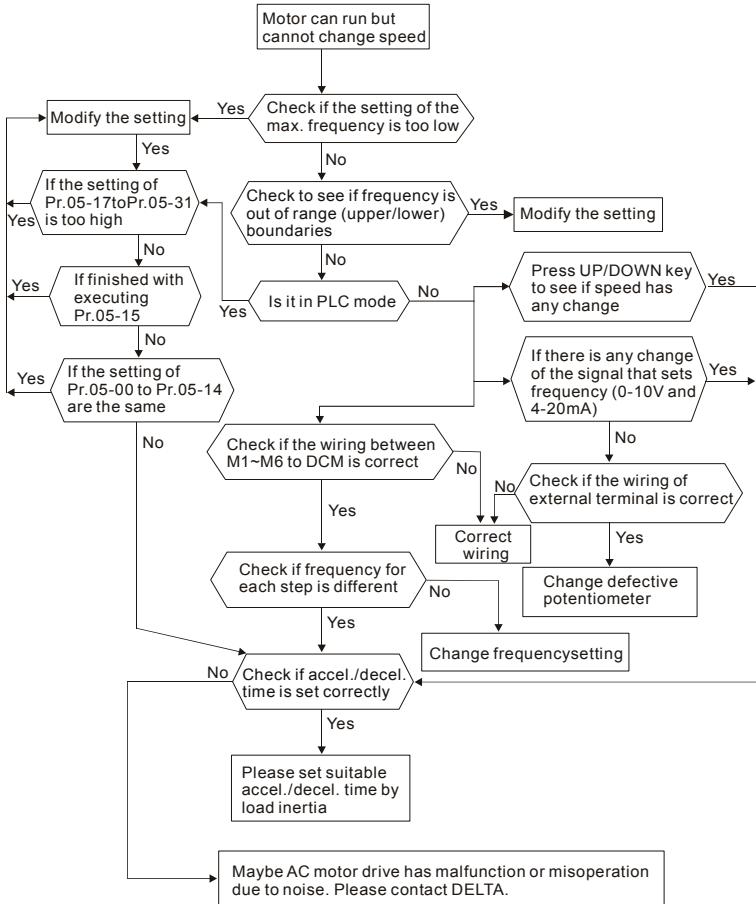 Motor can run but
cannot change speed
Yes
Modify the setting
Check if the setting of the
max. frequency is too low
Yes
No
If the setting of
Pr.05-17toPr.05-31
is too high
Yes
Check to see if frequency is
out of range (upper/lower)
boundaries
Yes
Modify the setting
No
No
If finished with
executing
Pr.05-15
Yes
Is it in PLC mode
Yes
No
Press UP/DOWN key
to see if speed has
any change
Yes
No
If the setting of
Pr.05-00 to Pr.05-14
are the same
Yes
If there is any change
of the signal that sets
frequency (0-10V and
4-20mA)
Yes
No
No
Check if the wiring between
M1~M6 to DCM is correct
No
No
Check if the wiring of
external terminal is correct
Yes
Correct
wiring
Yes
Check if frequency for
each step is different
No
Change defective
potentiometer
Yes
Change frequencysetting
No
Check if accel./decel.
time is set correctly
Yes
Please set suitable
accel./decel. time by
load inertia
Maybe AC motor drive has malfunction or misoperation
due to noise. Please contact DELTA.